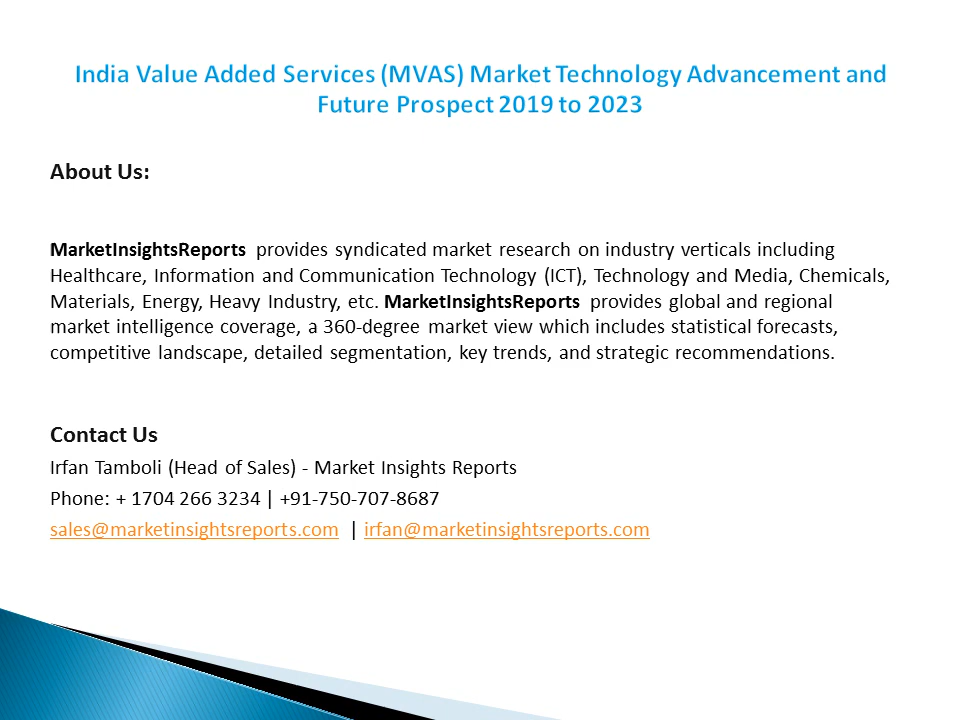 India Value Added Services (MVAS) Market Technology Advancement and
Future Prospect 2019 to 2023
About Us:
MarketInsightsReports provides syndicated market research on industry verticals including
Healthcare, Information and Communication Technology (ICT), Technology and Media, Chemicals,
Materials, Energy, Heavy Industry, etc. MarketInsightsReports provides global and regional
market intelligence coverage, a 360-degree market view which includes statistical forecasts,
competitive landscape, detailed segmentation, key trends, and strategic recommendations.
Contact Us
Irfan Tamboli (Head of Sales) - Market Insights Reports
Phone: + 1704 266 3234 | +91-750-707-8687
sales@marketinsightsreports.com | irfan@marketinsightsreports.com